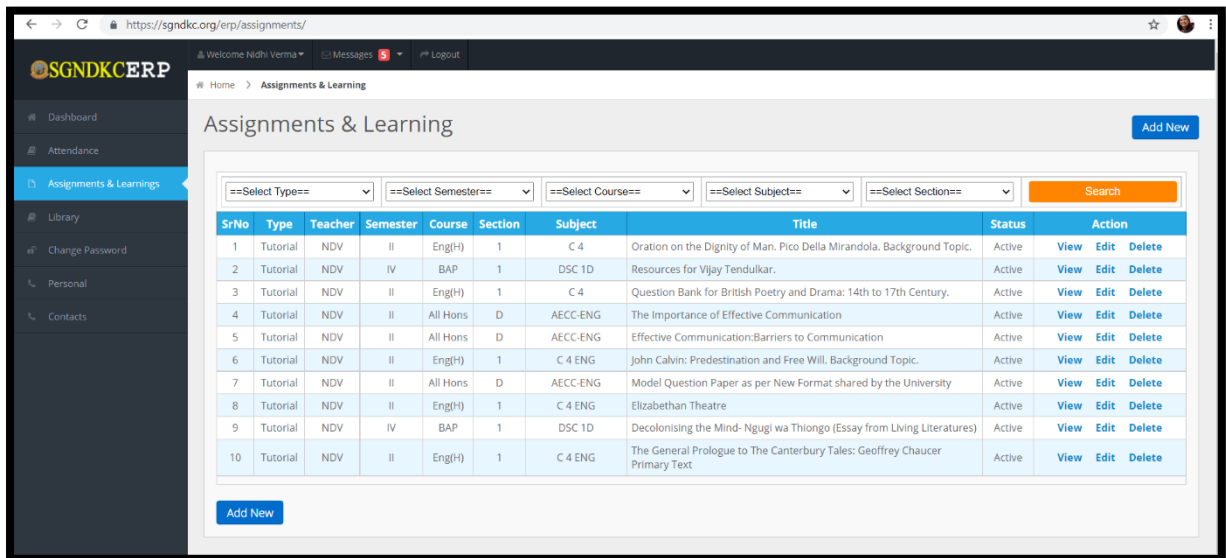 https://sgndkc.org/erp/assignments/
SGNDKCERP
Welcome Nidhi Verma Messages 5 Logout
Home > Assignments & Learning
Dashboard
Attendance
Assignments & Learnings
Library
Change Password
Personal
Contacts
Assignments & Learning
Add New
==Select Type== ==Select Semester== ==Select Course== ==Select Subject== ==Select Section== Search
SrNo Type Teacher Semester Course Section Subject Title Status Action
1 Tutorial NDV II Eng(H) 1 C 4 Oration on the Dignity of Man. Pico Della Mirandola. Background Topic. Active View Edit Delete
2 Tutorial NDV IV BAP 1 DSC 1D Resources for Vijay Tendulkar. Active View Edit Delete
3 Tutorial NDV II Eng(H) 1 C 4 Question Bank for British Poetry and Drama: 14th to 17th Century. Active View Edit Delete
4 Tutorial NDV II All Hons D AECC-ENG The Importance of Effective Communication Active View Edit Delete
5 Tutorial NDV II All Hons D AECC-ENG Effective Communication:Barriers to Communication Active View Edit Delete
6 Tutorial NDV II Eng(H) 1 C 4 ENG John Calvin: Predestination and Free Will. Background Topic. Active View Edit Delete
7 Tutorial NDV II All Hons D AECC-ENG Model Question Paper as per New Format shared by the University Active View Edit Delete
8 Tutorial NDV II Eng(H) 1 C 4 ENG Elizabethan Theatre Active View Edit Delete
9 Tutorial NDV IV BAP 1 DSC 1D Decolonising the Mind- Ngugi wa Thiongo (Essay from Living Literatures) Active View Edit Delete
10 Tutorial NDV II Eng(H) 1 C 4 ENG The General Prologue to The Canterbury Tales: Geoffrey Chaucer
Primary Text Active View Edit Delete
Add New